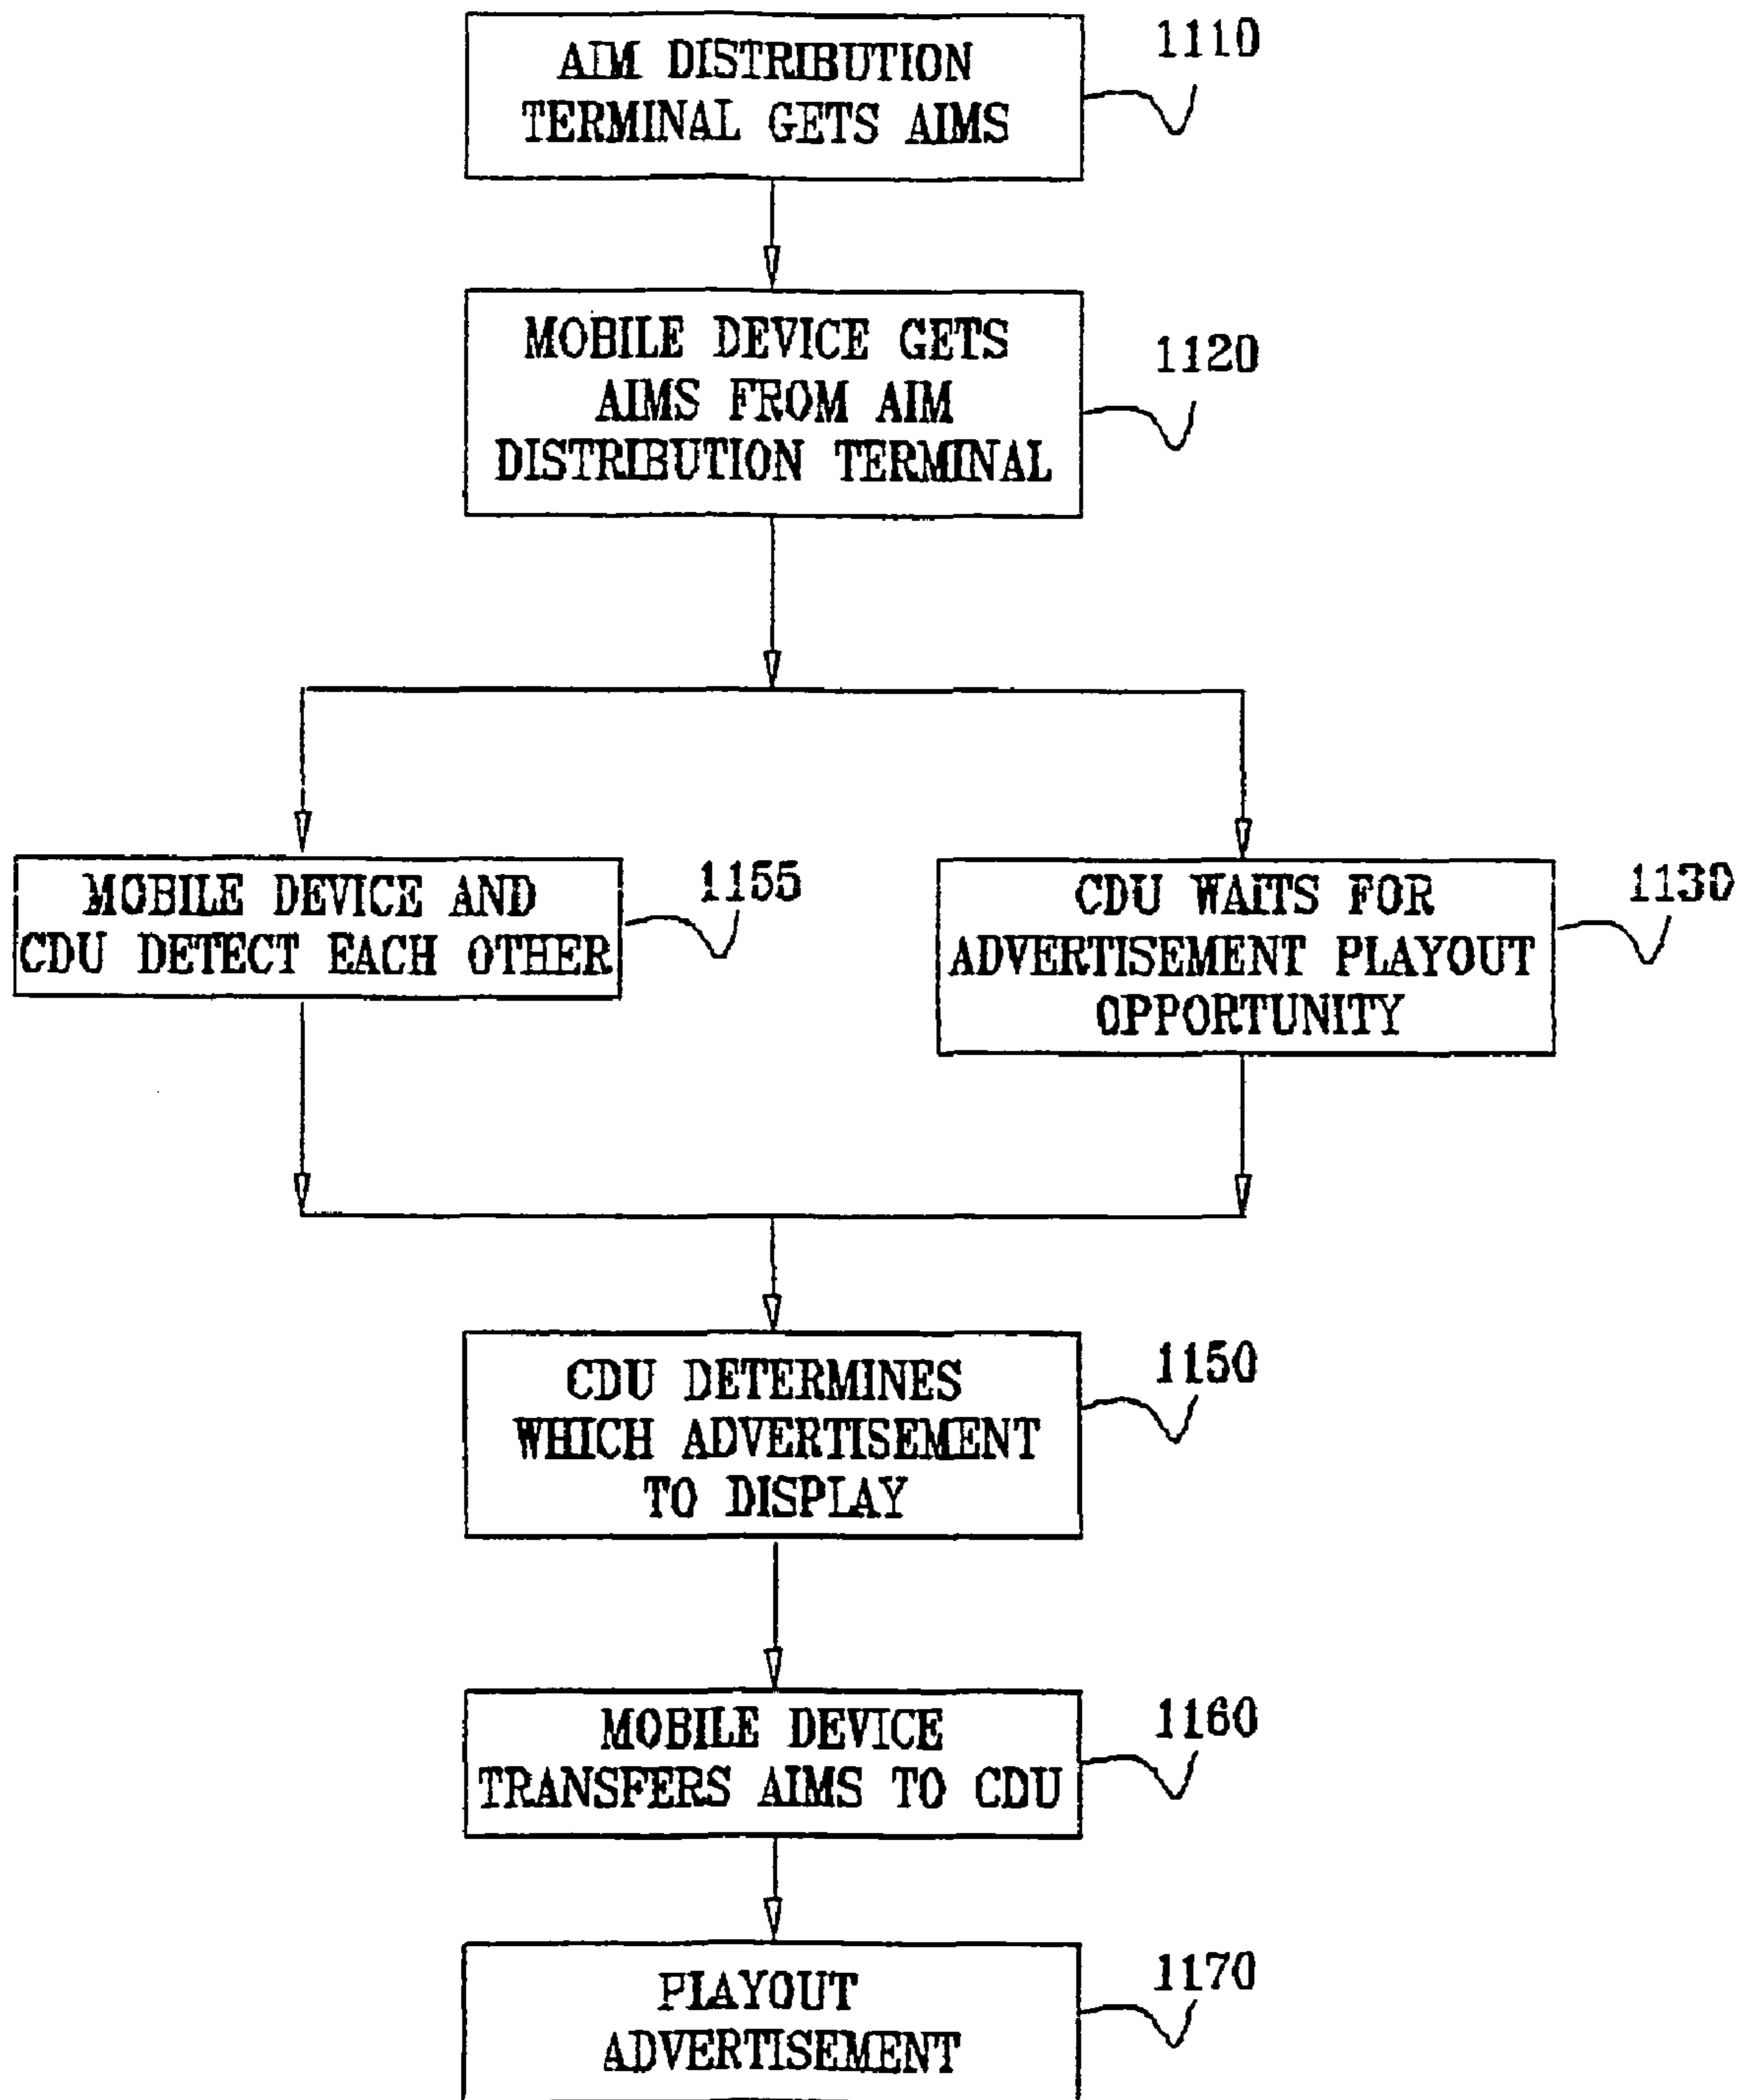 AIM DISTRIBUTION
TERMINAL GETS AIMS
1110
MOBILE DEVICE GETS
AIMS FROM AIM
DISTRIBUTION TERMINAL
1120
MOBILE DEVICE AND
CDU DETECT EACH OTHER
1155
CDU WAITS FOR
ADVERTISEMENT PLAYOUT
OPPORTUNITY
1130
CDU DETERMINES
WHICH ADVERTISEMENT
TO DISPLAY
1150
MOBILE DEVICE
TRANSFERS AIMS TO CDU
1160
PLAYOUT
ADVERTISEMENT
1170